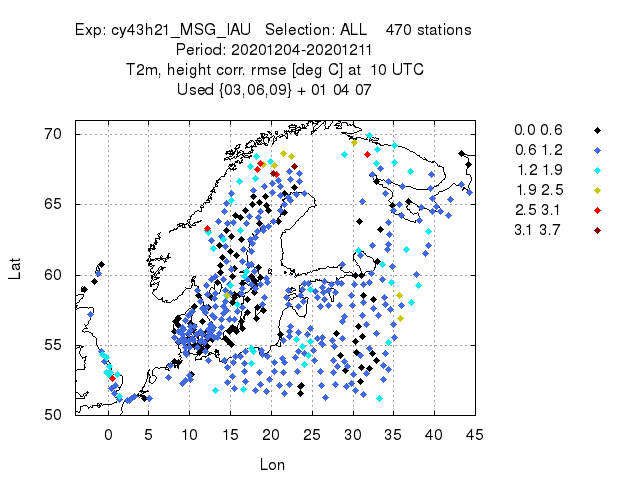 Exp: cy43h21_MSG_IAU   Selection: ALL    470 stations
Period: 20201204-20201211
T2m, height corr. rmse [deg C] at  10 UTC
Used {03,06,09} + 01 04 07
0.0 0.6
0.6 1.2
1.2 1.9
1.9 2.5
2.5 3.1
3.1 3.7
70
65
60
55
50
Lat
0 5 10 15 20 25 30 35 40 45
Lon